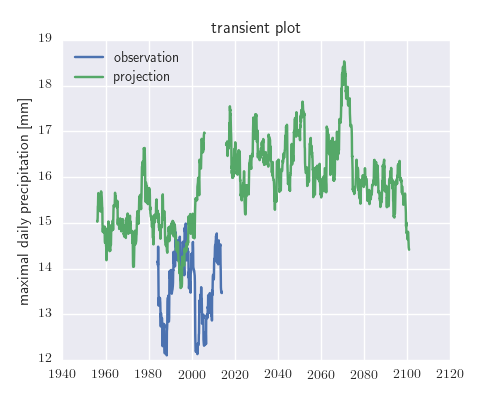 transient plot
observation
projection
maximal daily precipitation [mm]
19
18
17
16
15
14
13
12
1940 1960 1980 2000 2020 2040 2060 2080 2100 2120